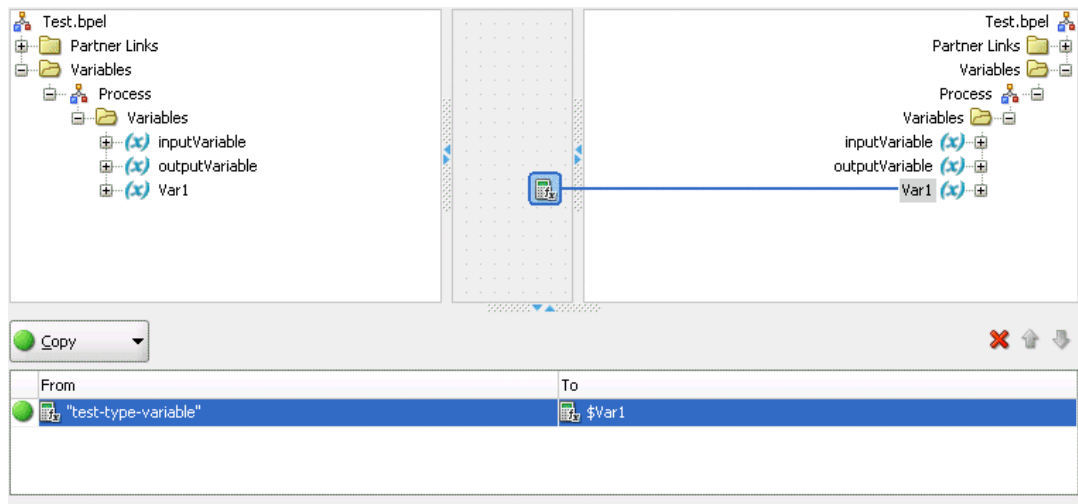 Test.bpel
Partner Links
Variables
Process
Variables
(x) inputVariable
(x) outputVariable
(x) Var1
Test.bpel
Partner Links
Variables
Process
Variables
inputVariable (x)
outputVariable (x)
Var1 (x)
Copy
From To
"test-type-variable" $Var1